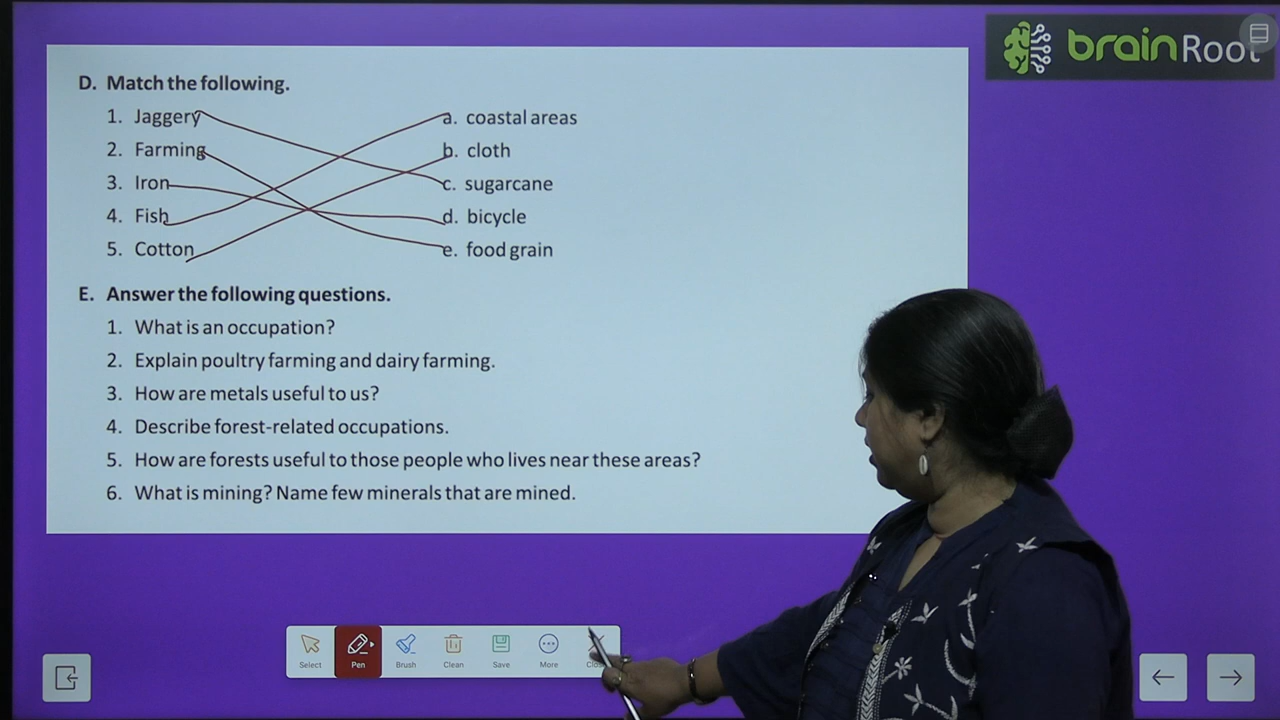 brainRoot
D. Match the following.
1. Jaggery a. coastal areas
2. Farming b. cloth
3. Iron c. sugarcane
4. Fish d. bicycle
5. Cotton e. food grain
E. Answer the following questions.
1. What is an occupation?
2. Explain poultry farming and dairy farming.
3. How are metals useful to us?
4. Describe forest-related occupations.
5. How are forests useful to those people who lives near these areas?
6. What is mining? Name few minerals that are mined.
Select Pen Brush Clean Save More